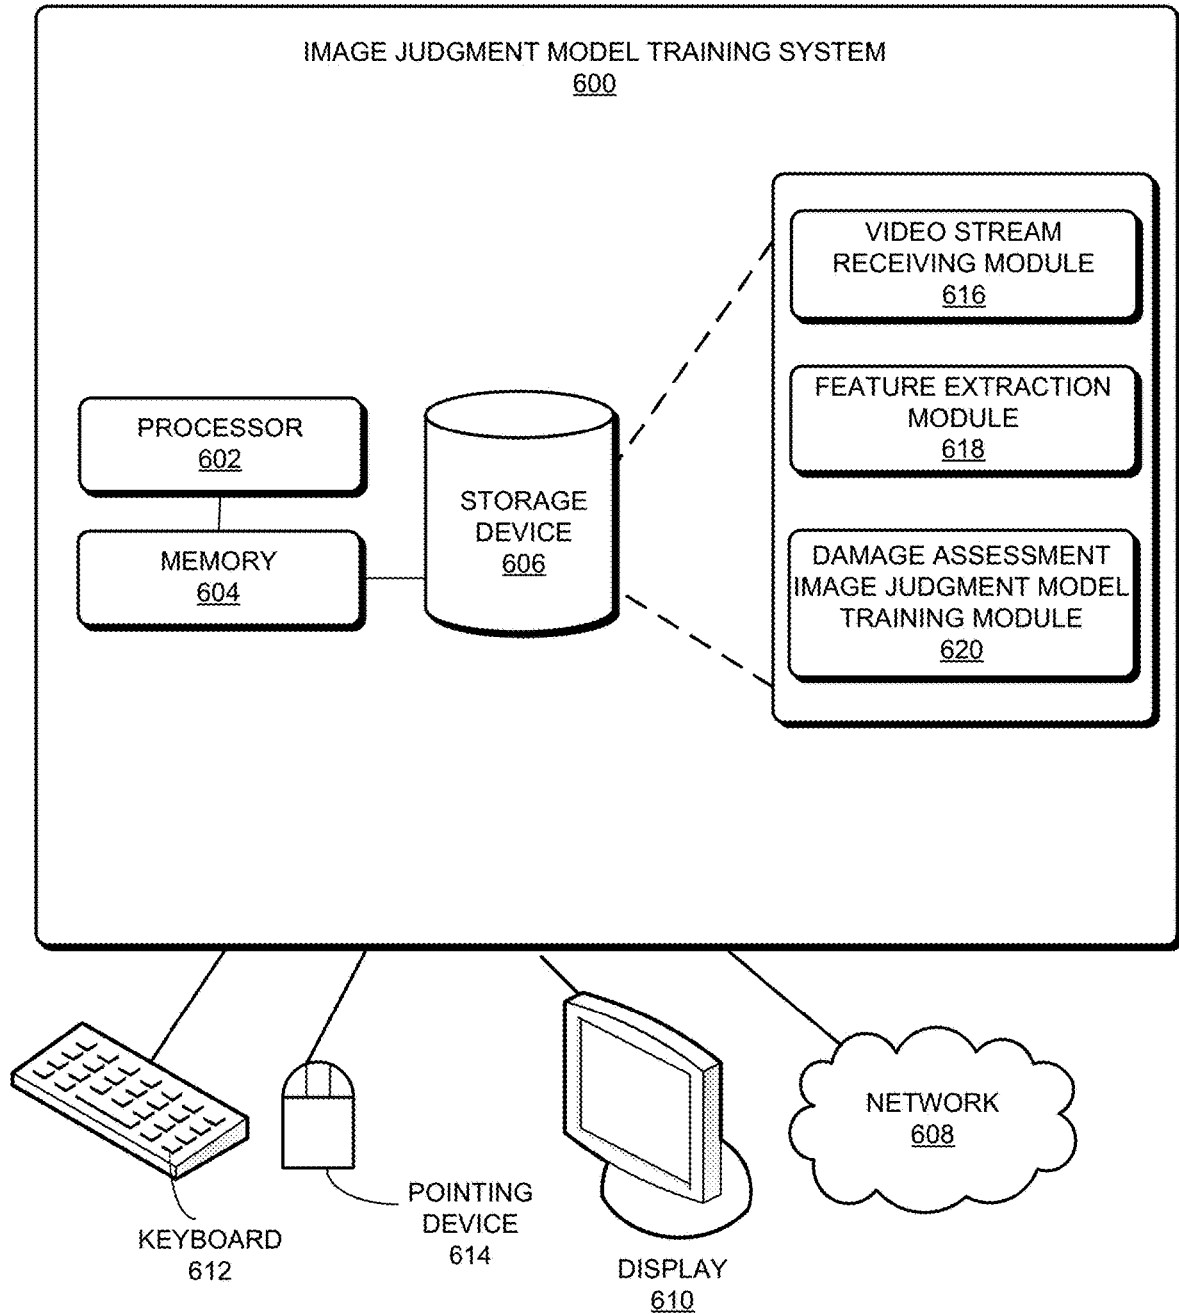 IMAGE JUDGMENT MODEL TRAINING SYSTEM
600
VIDEO STREAM
RECEIVING MODULE
616
FEATURE EXTRACTION
MODULE
618
DAMAGE ASSESSMENT
IMAGE JUDGMENT MODEL
TRAINING MODULE
620
PROCESSOR
602
MEMORY
604
STORAGE
DEVICE
606
KEYBOARD
612
POINTING
DEVICE
614
DISPLAY
610
NETWORK
608